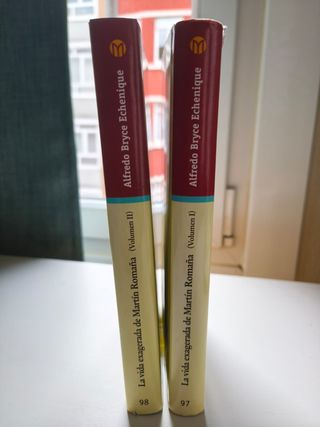 M
Alfredo Bryce Echenique
La vida exagerada de Martín Romaña (Volumen II)
98
M
Alfredo Bryce Echenique
La vida exagerada de Martín Romaña (Volumen I)
97